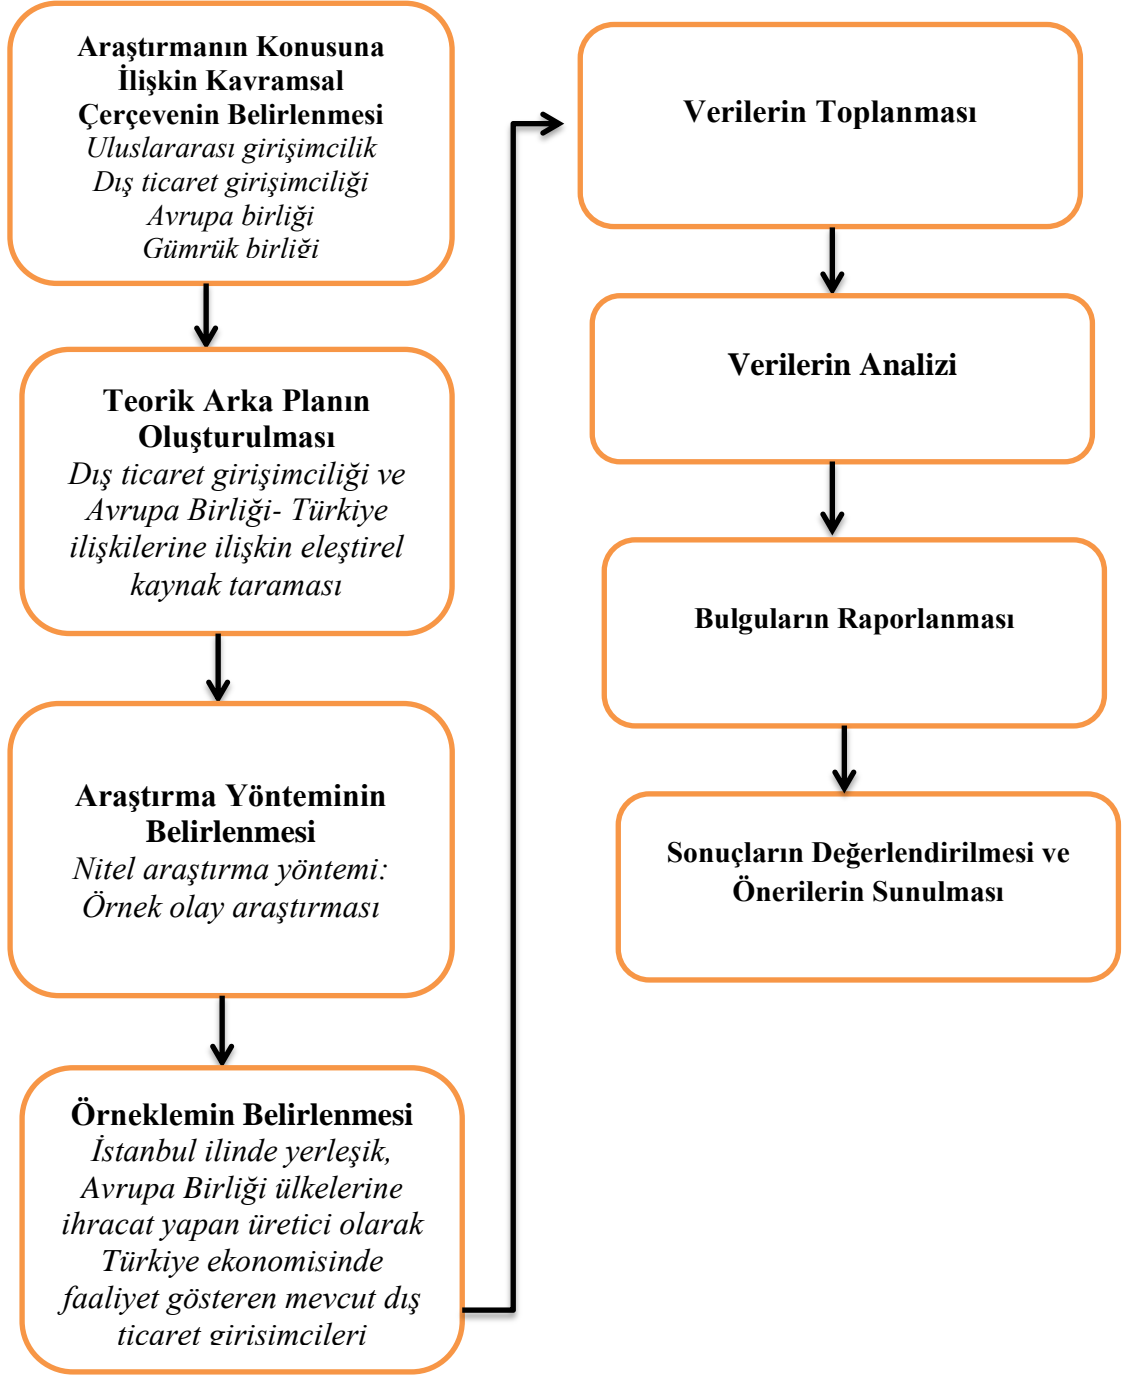 Araştırmanın Konusuna
İlişkin Kavramsal
Çerçevenin Belirlenmesi
Uluslararası girişimcilik
Dış ticaret girişimciliği
Avrupa birliği
Gümrük birliği
Teorik Arka Planın
Oluşturulması
Dış ticaret girişimciliği ve
Avrupa Birliği- Türkiye
ilişkilerine ilişkin eleştirel
kaynak taraması
Araştırma Yönteminin
Belirlenmesi
Nitel araştırma yöntemi:
Örnek olay araştırması
Örneklemin Belirlenmesi
İstanbul ilinde yerleşik,
Avrupa Birliği ülkelerine
ihracat yapan üretici olarak
Türkiye ekonomisinde
faaliyet gösteren mevcut dış
ticaret girişimcileri
Verilerin Toplanması
Verilerin Analizi
Bulguların Raporlanması
Sonuçların Değerlendirilmesi ve
Önerilerin Sunulması